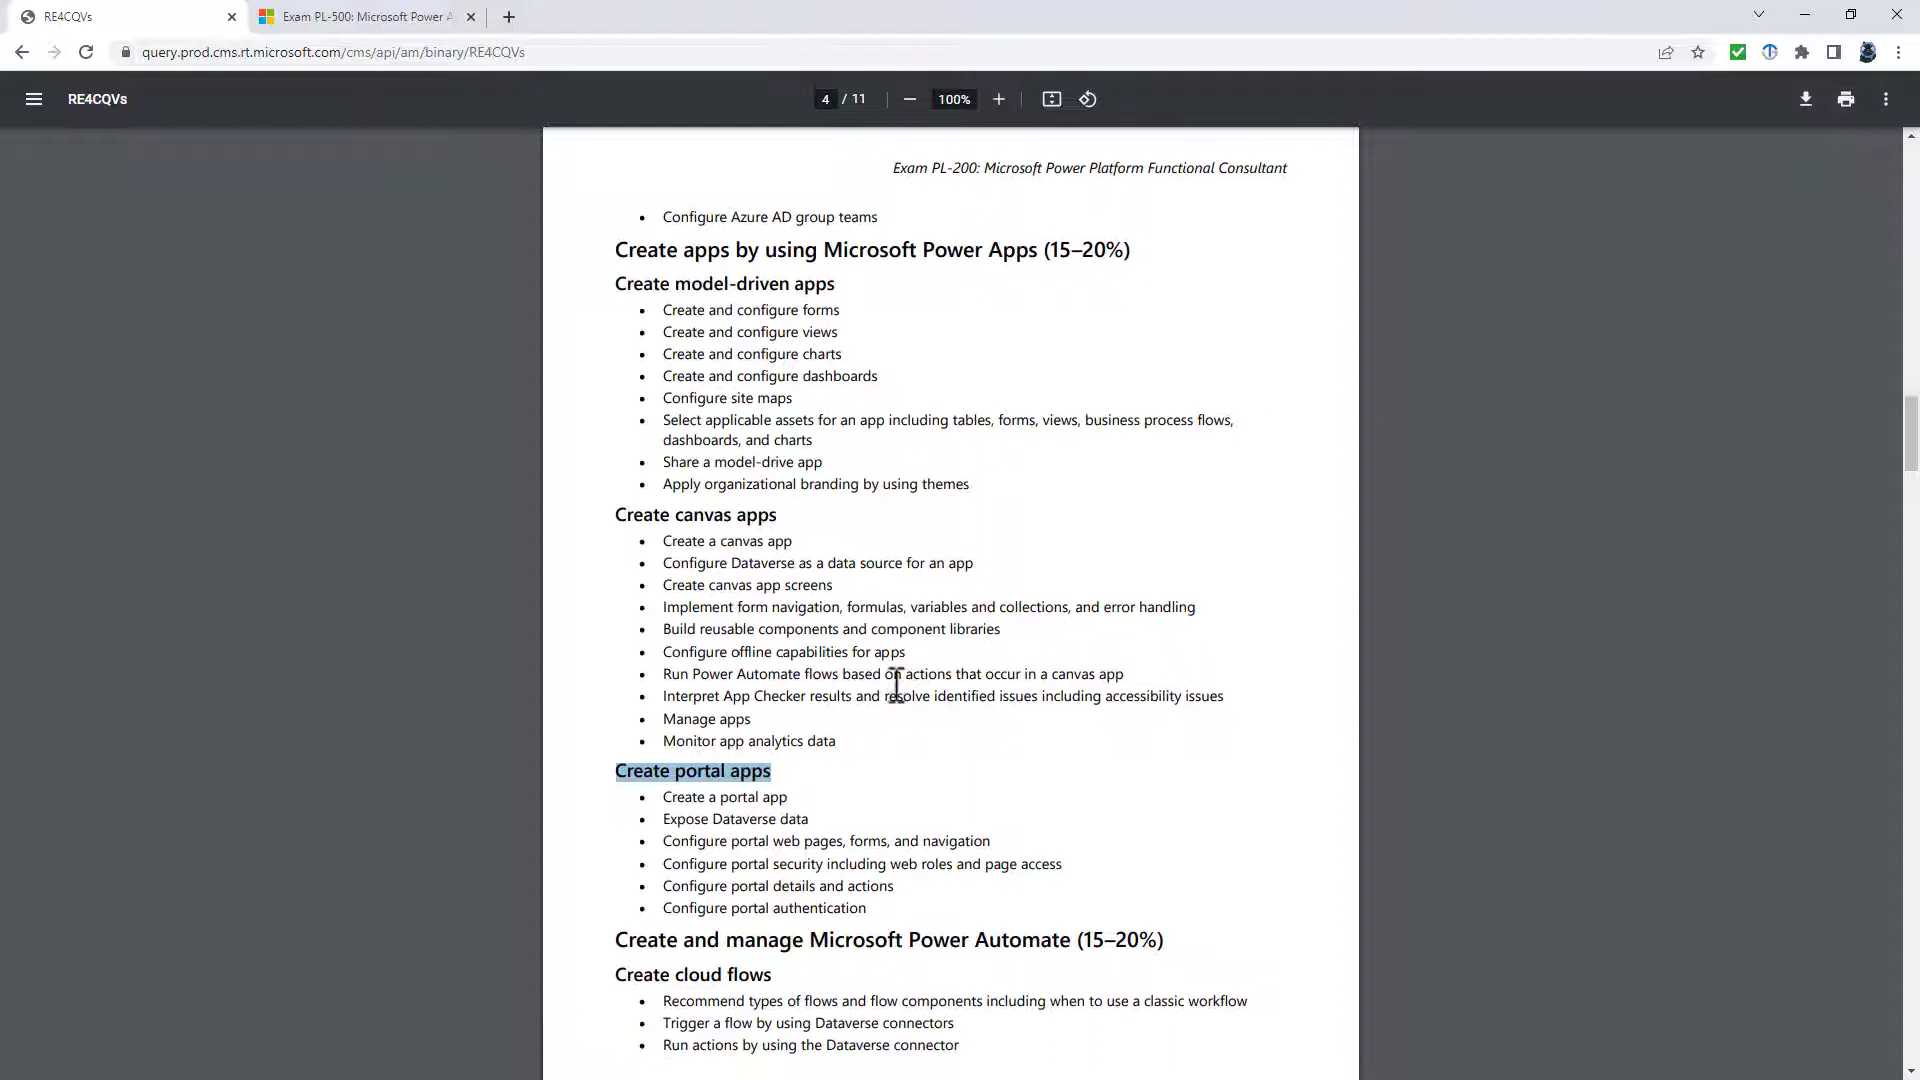 RE4CQVs
Exam PL-500: Microsoft Power A
query.prod.cms.rt.microsoft.com/cms/api/am/binary/RE4CQVs
RE4CQVs
4 / 11
100%
Exam PL-200: Microsoft Power Platform Functional Consultant
• Configure Azure AD group teams
Create apps by using Microsoft Power Apps (15–20%)
Create model-driven apps
• Create and configure forms
• Create and configure views
• Create and configure charts
• Create and configure dashboards
• Configure site maps
• Select applicable assets for an app including tables, forms, views, business process flows,
dashboards, and charts
• Share a model-drive app
• Apply organizational branding by using themes
Create canvas apps
• Create a canvas app
• Configure Dataverse as a data source for an app
• Create canvas app screens
• Implement form navigation, formulas, variables and collections, and error handling
• Build reusable components and component libraries
• Configure offline capabilities for apps
• Run Power Automate flows based on actions that occur in a canvas app
• Interpret App Checker results and resolve identified issues including accessibility issues
• Manage apps
• Monitor app analytics data
Create portal apps
• Create a portal app
• Expose Dataverse data
• Configure portal web pages, forms, and navigation
• Configure portal security including web roles and page access
• Configure portal details and actions
• Configure portal authentication
Create and manage Microsoft Power Automate (15–20%)
Create cloud flows
• Recommend types of flows and flow components including when to use a classic workflow
• Trigger a flow by using Dataverse connectors
• Run actions by using the Dataverse connector